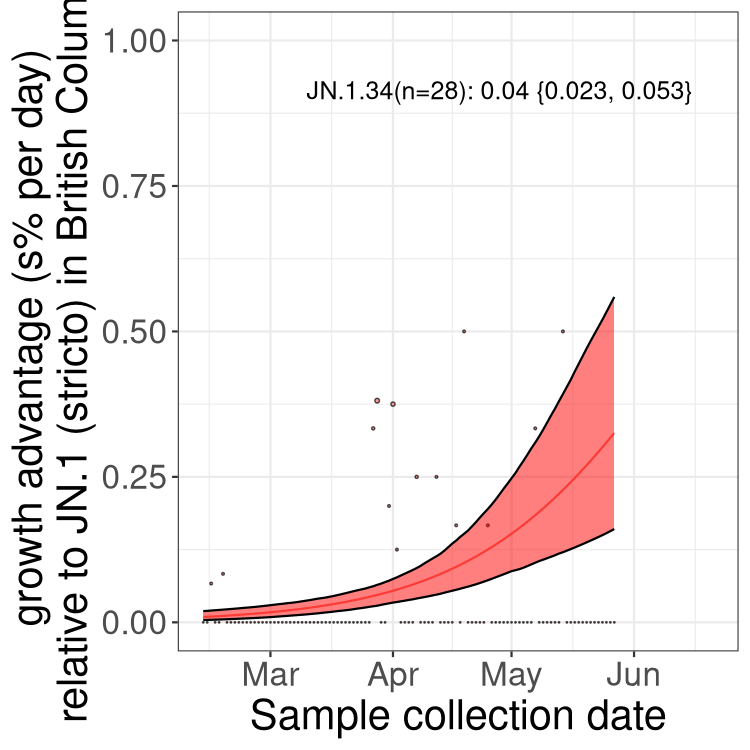 growth advantage (s% per day)
relative to JN.1 (stricto) in British Colum
1.00
0.75
0.50
0.25
0.00
JN.1.34(n=28): 0.04 {0.023, 0.053}
Mar Apr May Jun
Sample collection date